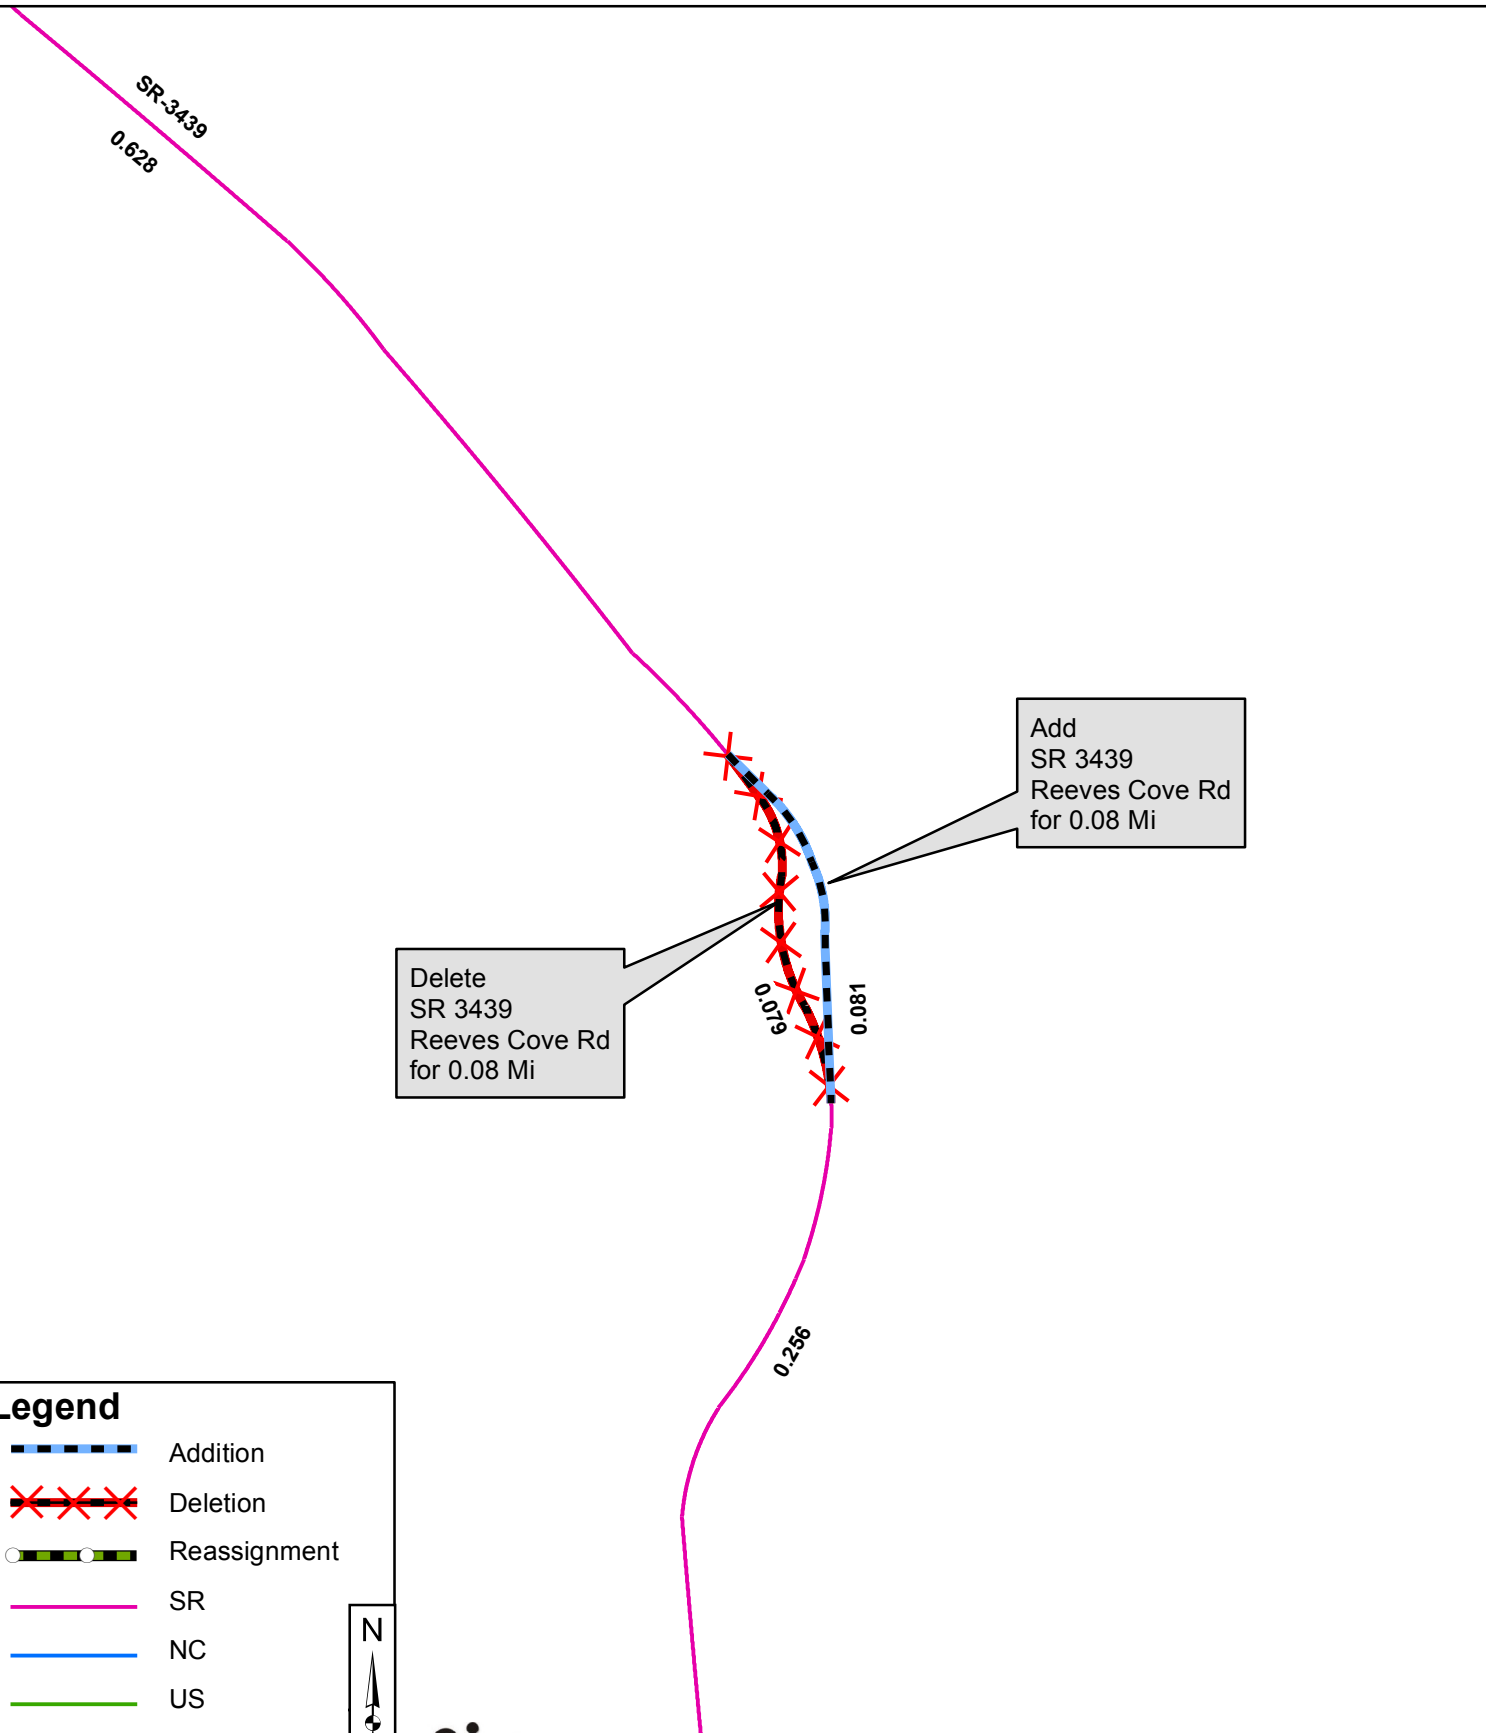 SR-3439
0.628
Add
SR 3439
Reeves Cove Rd
for 0.08 Mi
Delete
SR 3439
Reeves Cove Rd
for 0.08 Mi
0.079
0.081
0.256
Legend
Addition
Deletion
Reassignment
SR
NC
US
N